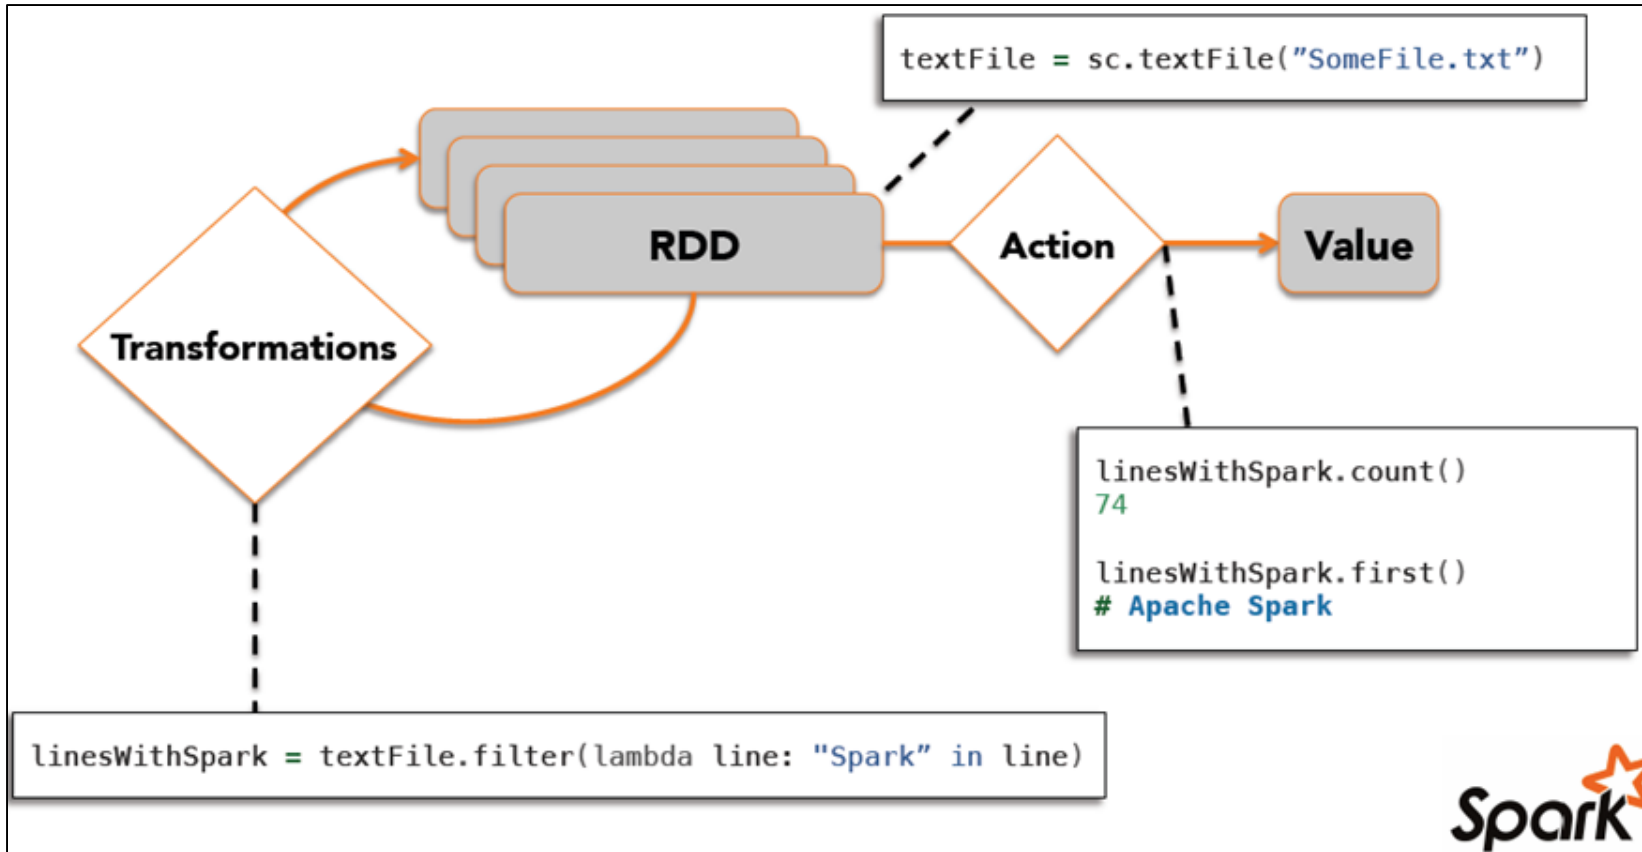 textFile = sc.textFile(”SomeFile.txt”)
RDD
Action
Value
Transformations
linesWithSpark.count()
74
linesWithSpark.first()
# Apache Spark
linesWithSpark = textFile.filter(lambda line: "Spark” in line)
Spark